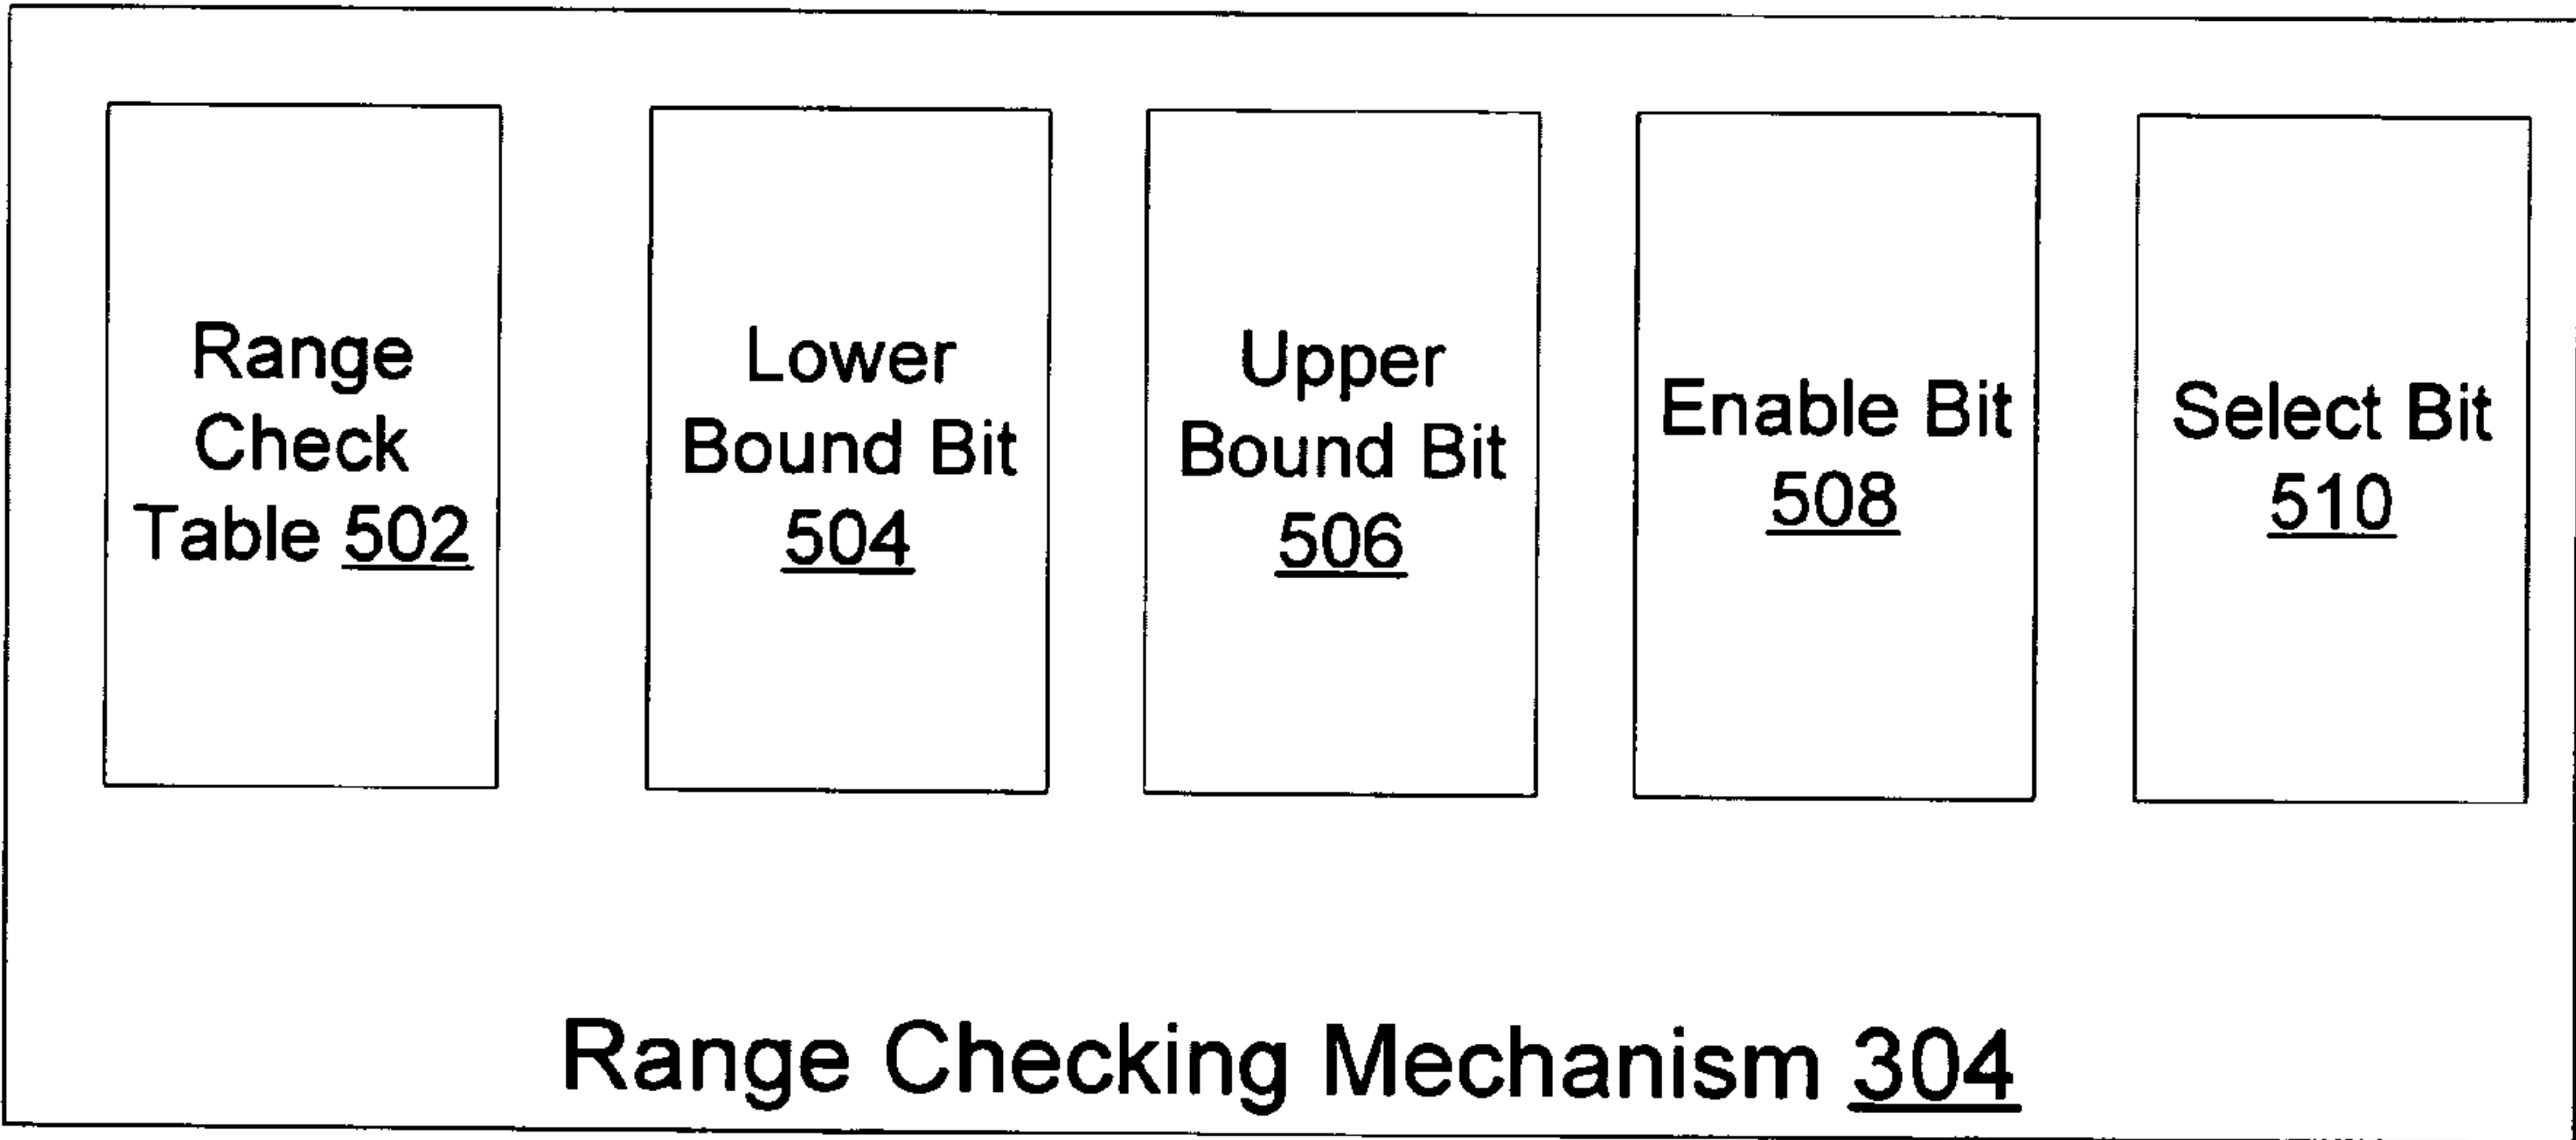 Range
Check
Table 502
Lower
Bound Bit
504
Upper
Bound Bit
506
Enable Bit
508
Select Bit
510
Range Checking Mechanism 304